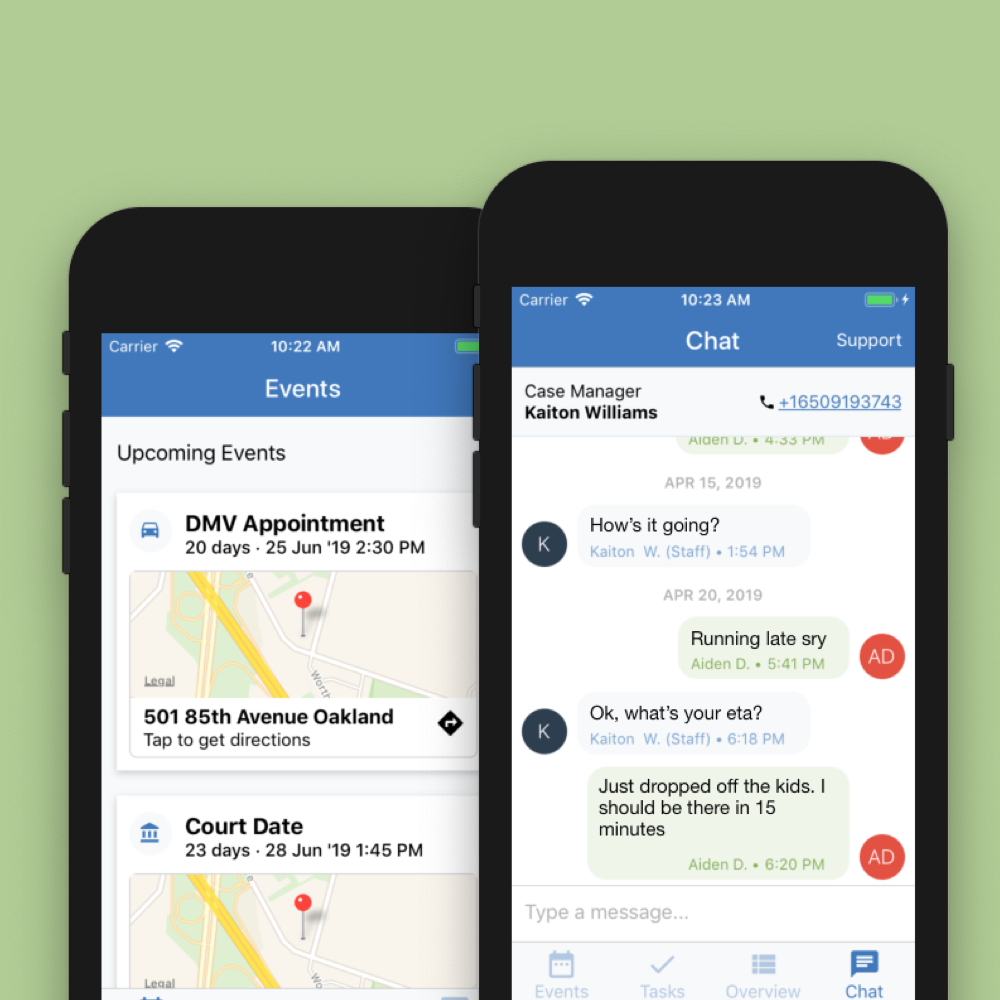 Carrier
10:22 AM
Events
Upcoming Events
DMV Appointment
20 days · 25 Jun '19 2:30 PM
Legal
501 85th Avenue Oakland
Tap to get directions
Court Date
23 days · 28 Jun '19 1:45 PM
Legal
Carrier
10:23 AM
Chat
Support
Case Manager
Kaiton Williams
+16509193743
Aiden D. • 4:33 PM
APR 15, 2019
K
How's it going?
Kaiton W. (Staff) • 1:54 PM
APR 20, 2019
Running late sry
Aiden D. • 5:41 PM
AD
K
Ok, what's your eta?
Kaiton W. (Staff) • 6:18 PM
Just dropped off the kids. I
should be there in 15
minutes
Aiden D. • 6:20 PM
AD
Type a message...
Events
Tasks
Overview
Chat